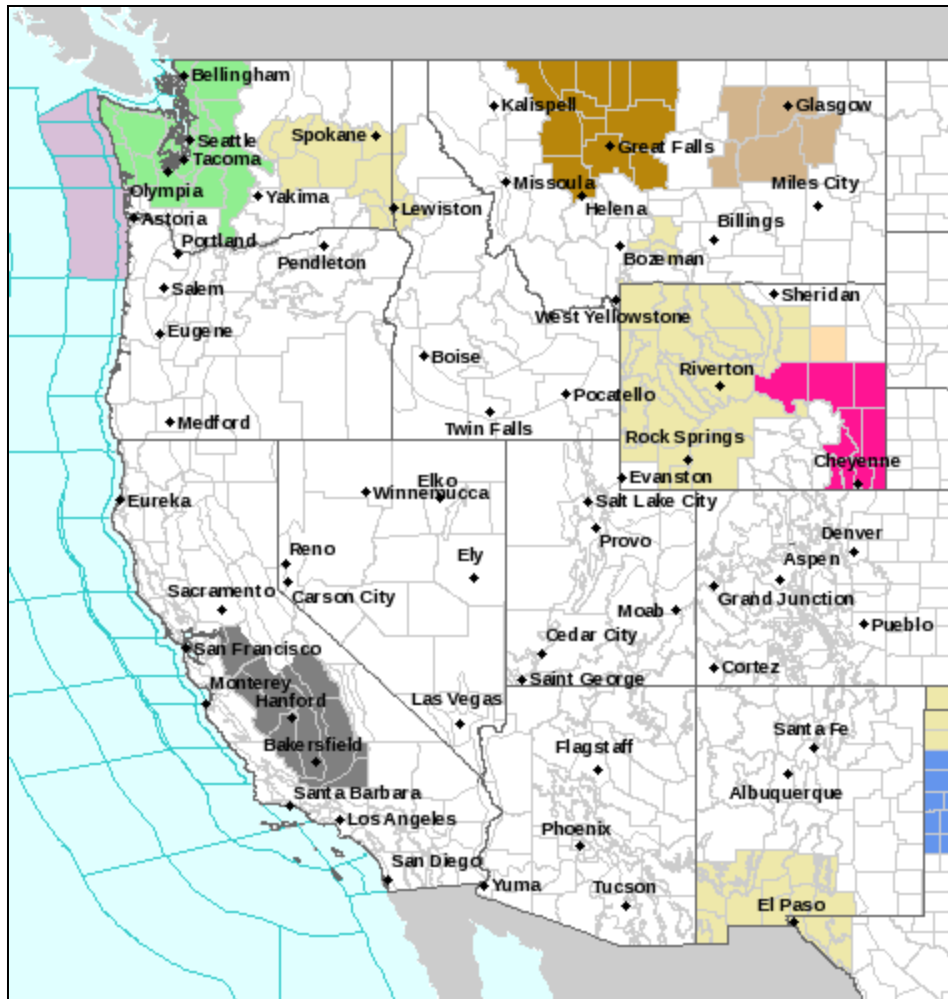 Bellingham
Kalispell
Glasgow
Spokane
Seattle
Great Falls
Tacoma
Missoula
Miles City
Olympia
Yakima
Helena
Lewiston
Astoria
Billings
Portland
Bozeman
Pendleton
Salem
Sheridan
West Yellowstone
Eugene
Boise
Riverton
Pocatello
Medford
Twin Falls
Rock Springs
Cheyenne
Elko
Evanston
Winnemucca
Eureka
Salt Lake City
Denver
Provo
Reno
Ely
Aspen
Sacramento
Carson City
Grand Junction
Moab
Pueblo
Cedar City
San Francisco
Cortez
Saint George
Monterey
Hanford
Las Vegas
Santa Fe
Bakersfield
Flagstaff
Albuquerque
Santa Barbara
Los Angeles
Phoenix
San Diego
Yuma
Tucson
El Paso